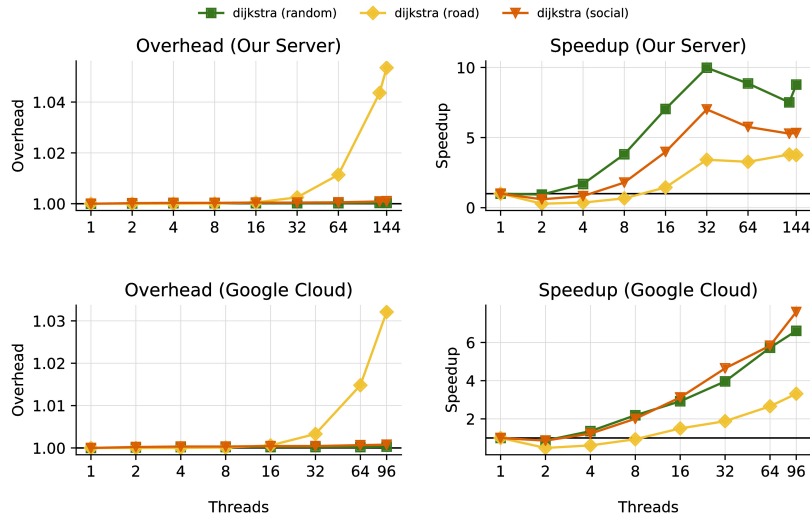 dijkstra (random) dijkstra (road) dijkstra (social)
Overhead (Our Server)
Overhead
1.04
1.02
1.00
1 2 4 8 16 32 64 144
Speedup (Our Server)
Speedup
10
5
0
1 2 4 8 16 32 64 144
Overhead (Google Cloud)
Overhead
1.03
1.02
1.01
1.00
1 2 4 8 16 32 64 96
Threads
Speedup (Google Cloud)
Speedup
6
4
2
1 2 4 8 16 32 64 96
Threads